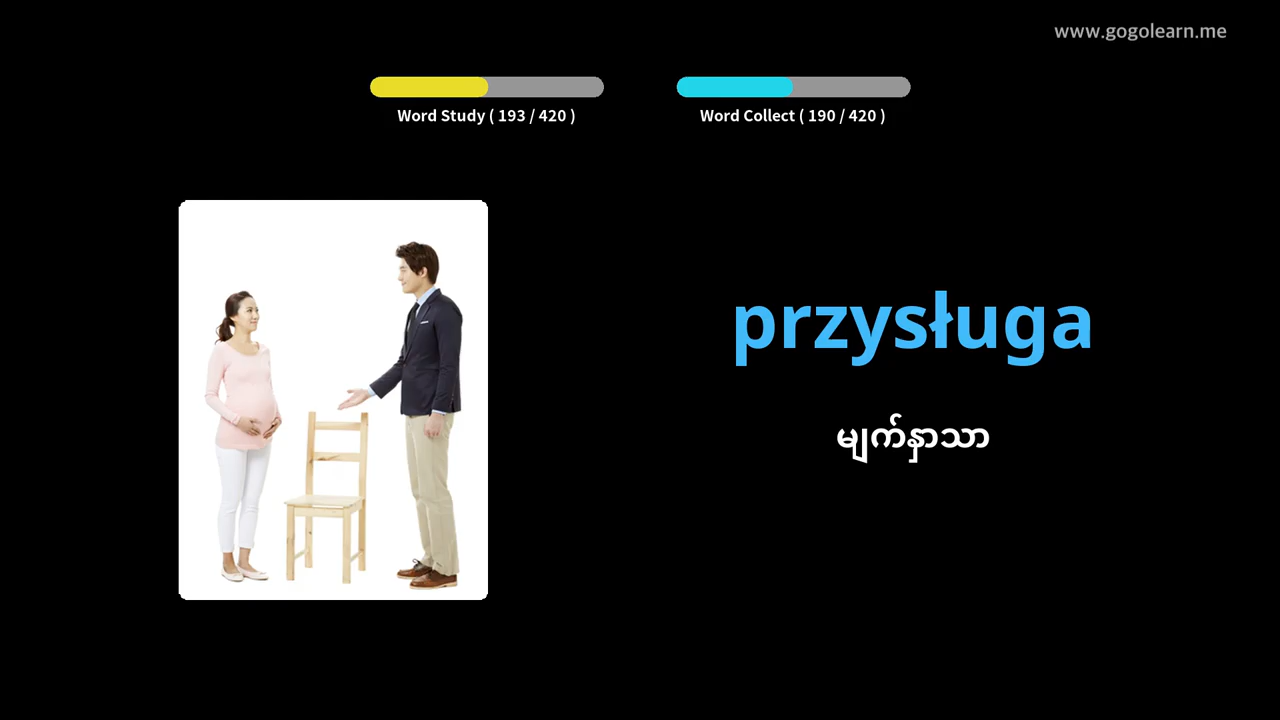 www.gogolearn.me
Word Study ( 193 / 420 )
Word Collect ( 190 / 420 )
przysługa
မျက်နှာသာ